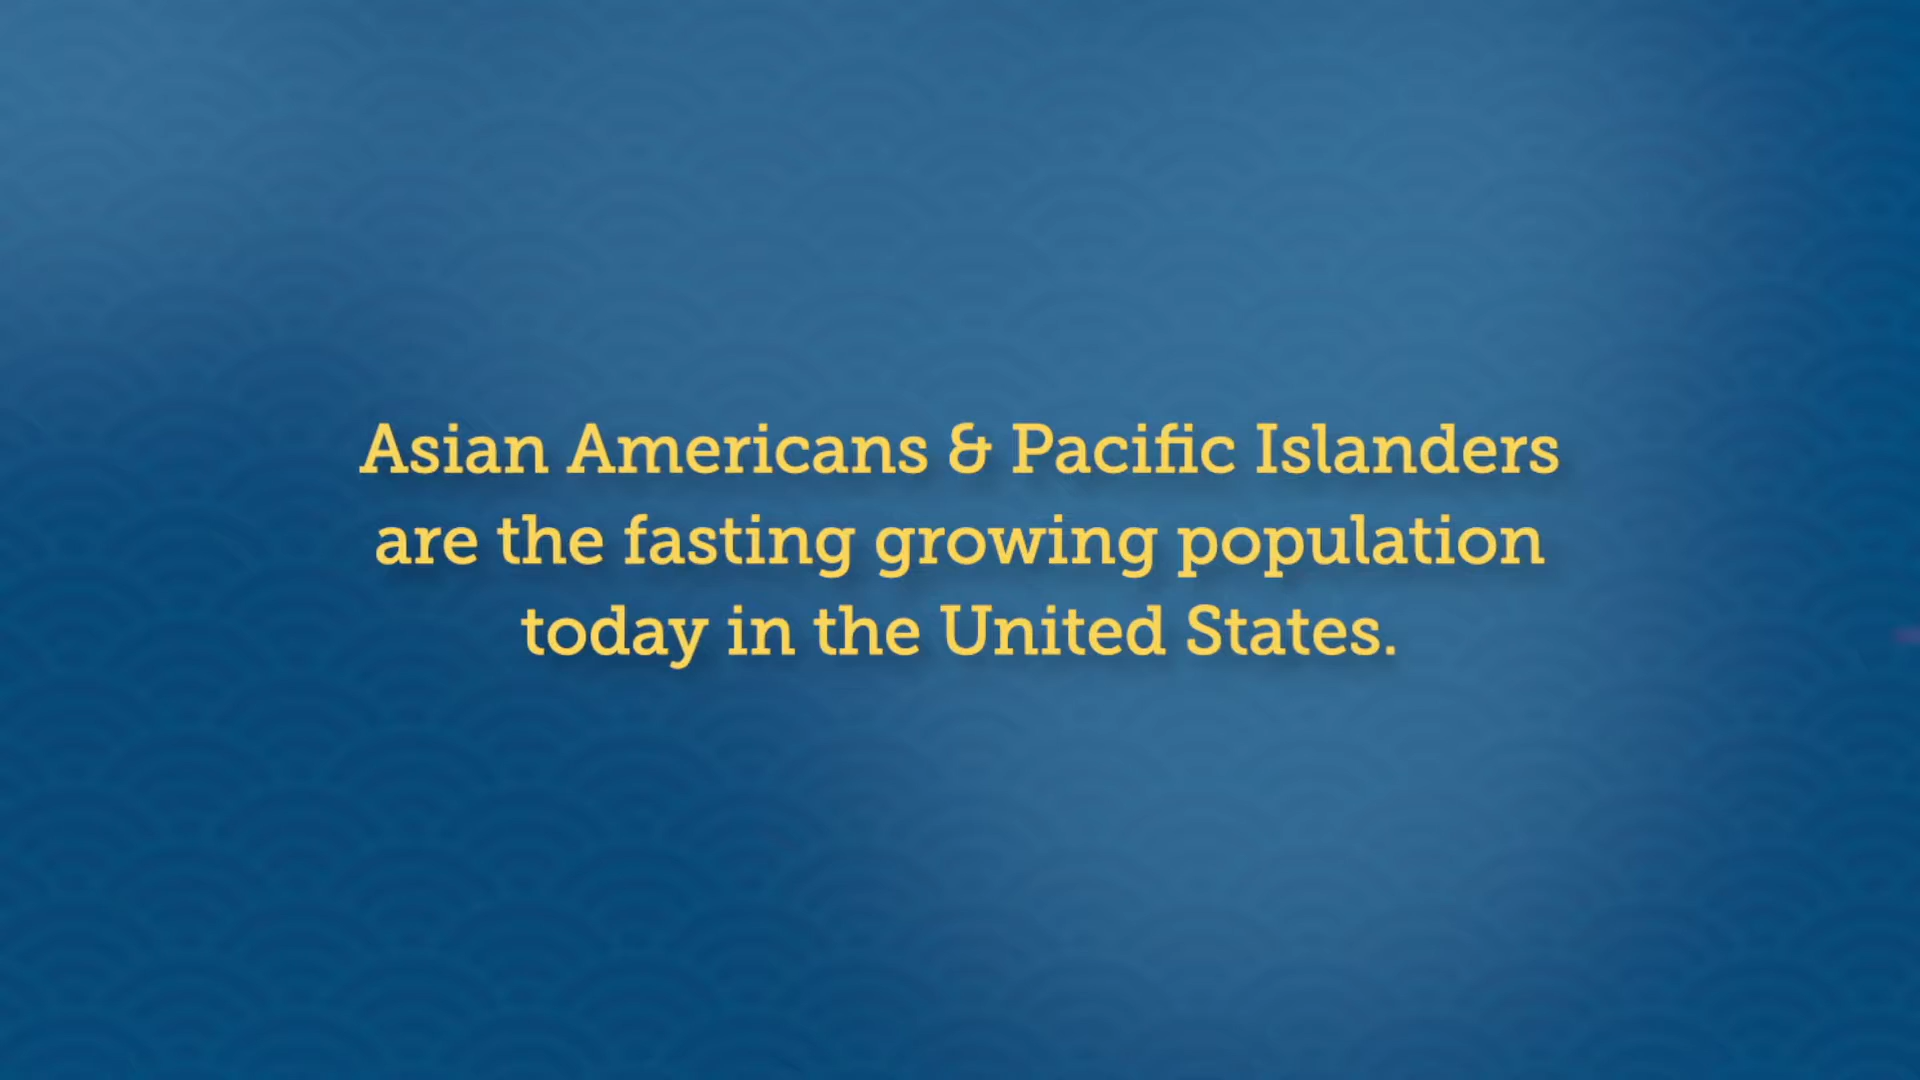 Asian Americans & Pacific Islanders
are the fasting growing population
today in the United States.